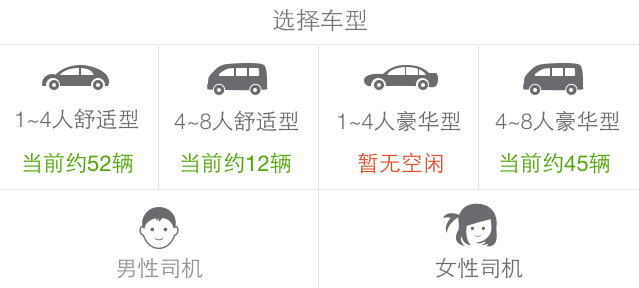 选择车型
1~4人舒适型
4~8人舒适型
1~4人豪华型
4~8人豪华型
当前约52辆
当前约12辆
暂无空闲
当前约45辆
男性司机
女性司机